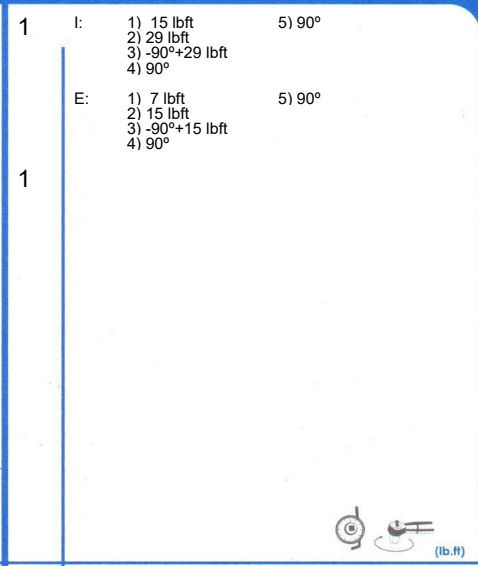 1 I: 1) 15 lbft 5) 90º
2) 29 lbft
3) -90º+29 lbft
4) 90º
E: 1) 7 lbft 5) 90º
2) 15 lbft
3) -90º+15 lbft
4) 90º
1
(lb.ft)